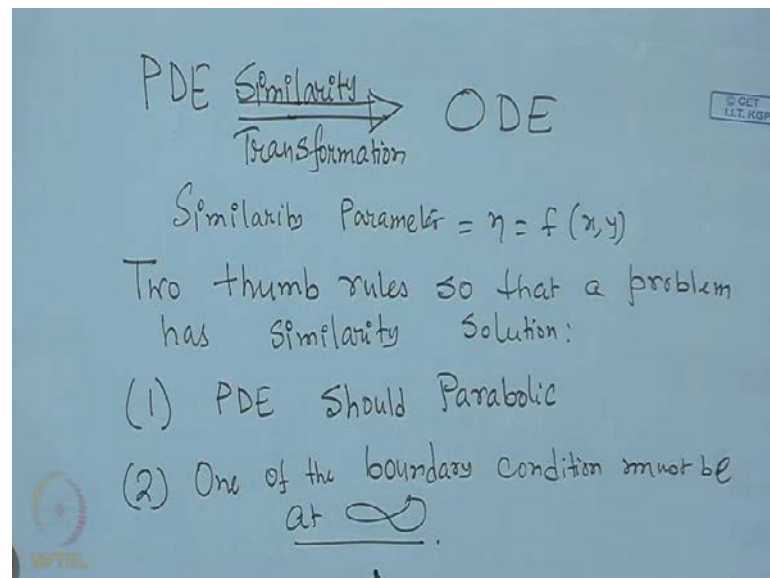 PDE Similarity Transformation ODE
© CET
I.I.T. KGP
Similarity Parameter = η = f (x, y)
Two thumb rules so that a problem
has Similarity Solution:
(1) PDE Should Parabolic
(2) One of the boundary condition must be
at ∞.
NPTEL